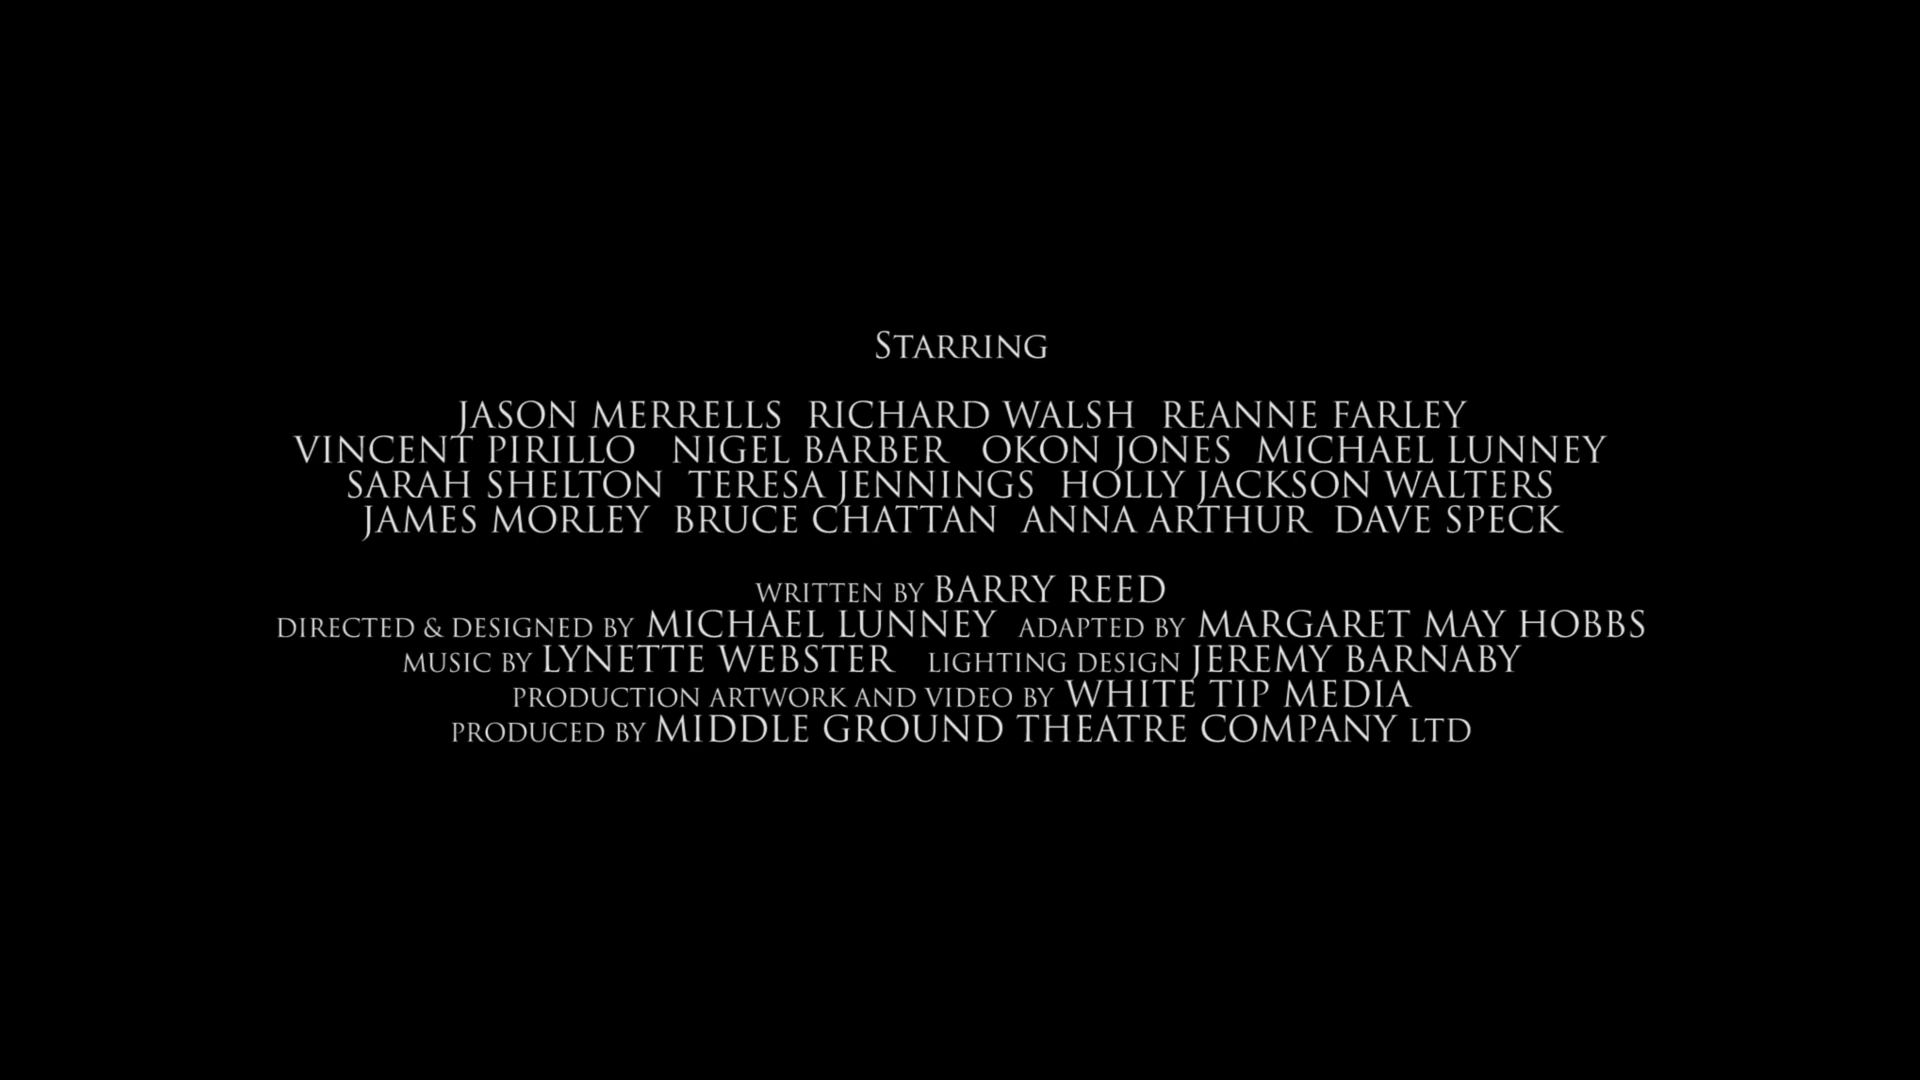 Starring
JASON MERRELLS RICHARD WALSH REANNE FARLEY
VINCENT PIRILLO NIGEL BARBER OKON JONES MICHAEL LUNNEY
SARAH SHELTON TERESA JENNINGS HOLLY JACKSON WALTERS
JAMES MORLEY BRUCE CHATTAN ANNA ARTHUR DAVE SPECK
WRITTEN BY BARRY REED
DIRECTED & DESIGNED BY MICHAEL LUNNEY ADAPTED BY MARGARET MAY HOBBS
MUSIC BY LYNETTE WEBSTER LIGHTING DESIGN JEREMY BARNABY
PRODUCTION ARTWORK AND VIDEO BY WHITE TIP MEDIA
PRODUCED BY MIDDLE GROUND THEATRE COMPANY LTD